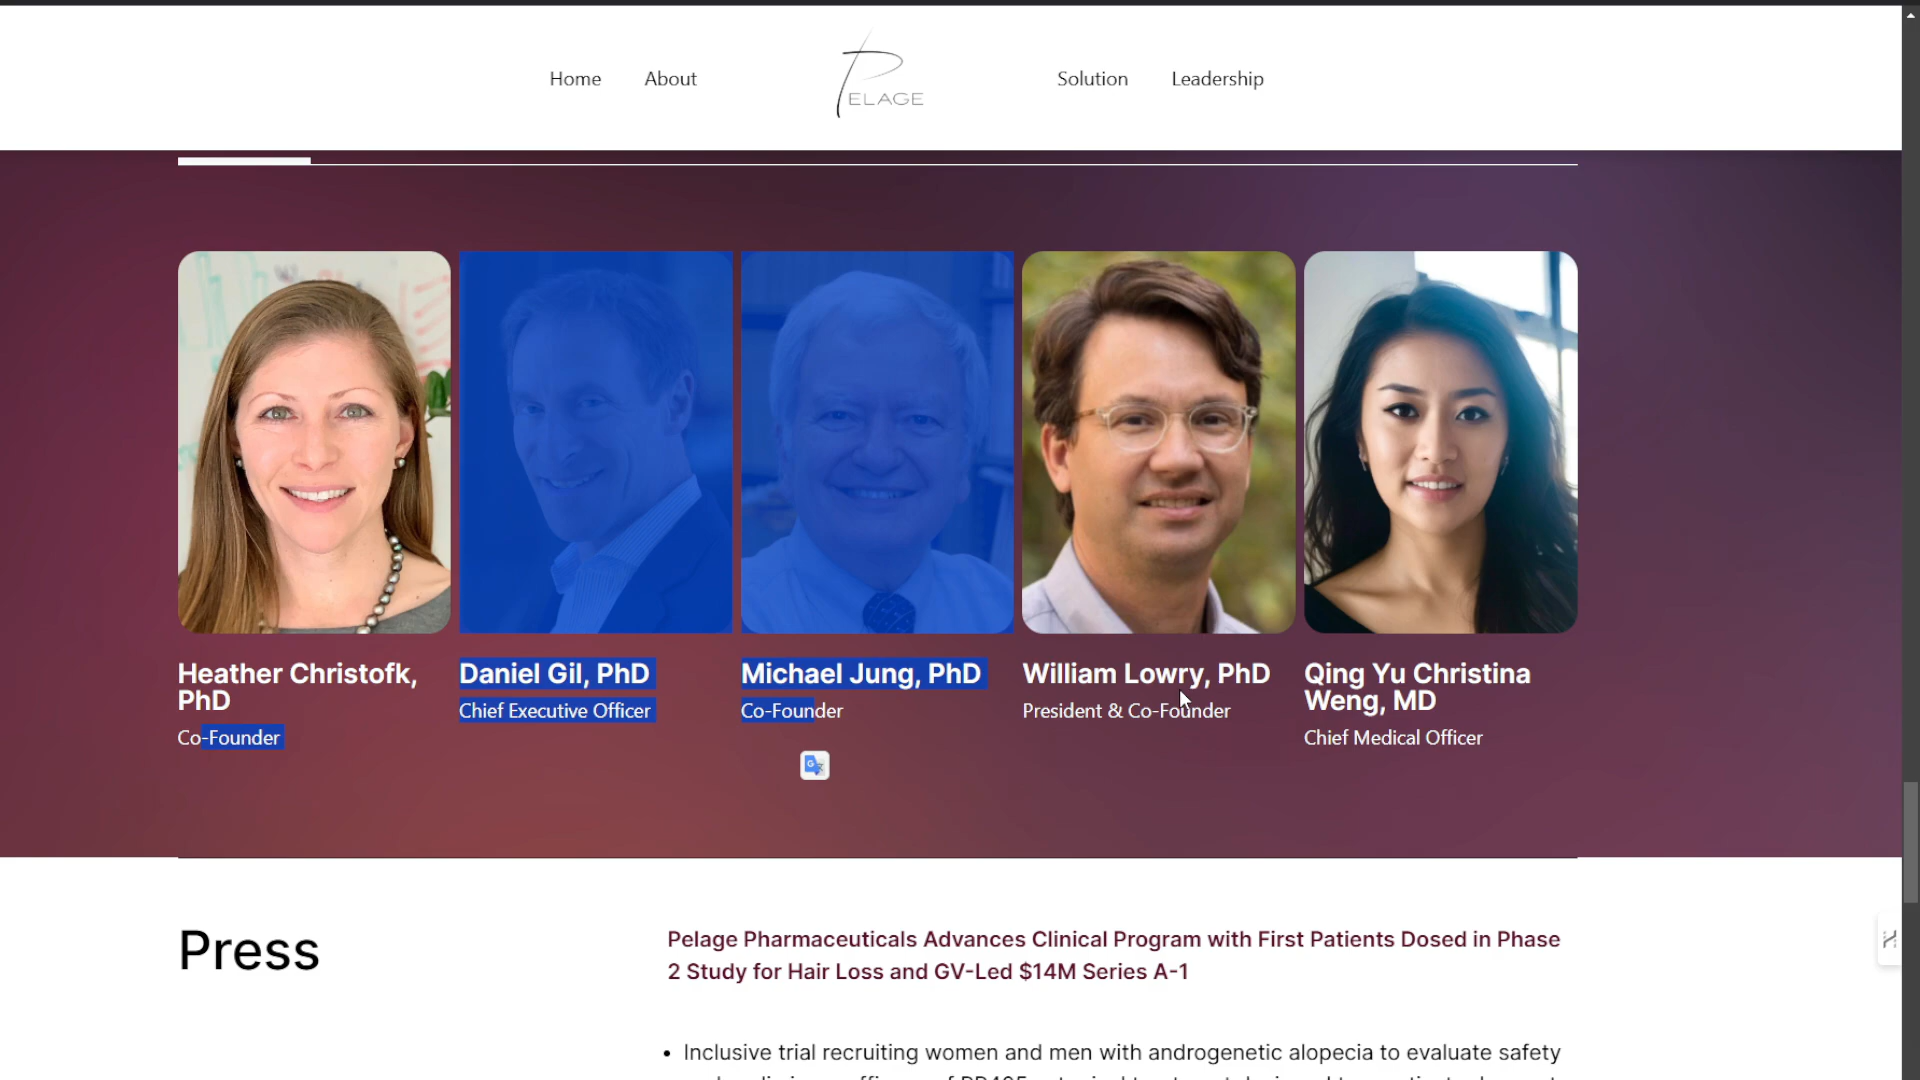 Home
About
PELAGE
Solution
Leadership
Heather Christofk,
PhD
Co-Founder
Daniel Gil, PhD
Chief Executive Officer
Michael Jung, PhD
Co-Founder
William Lowry, PhD
President & Co-Founder
Qing Yu Christina
Weng, MD
Chief Medical Officer
Press
Pelage Pharmaceuticals Advances Clinical Program with First Patients Dosed in Phase
2 Study for Hair Loss and GV-Led $14M Series A-1
• Inclusive trial recruiting women and men with androgenetic alopecia to evaluate safety